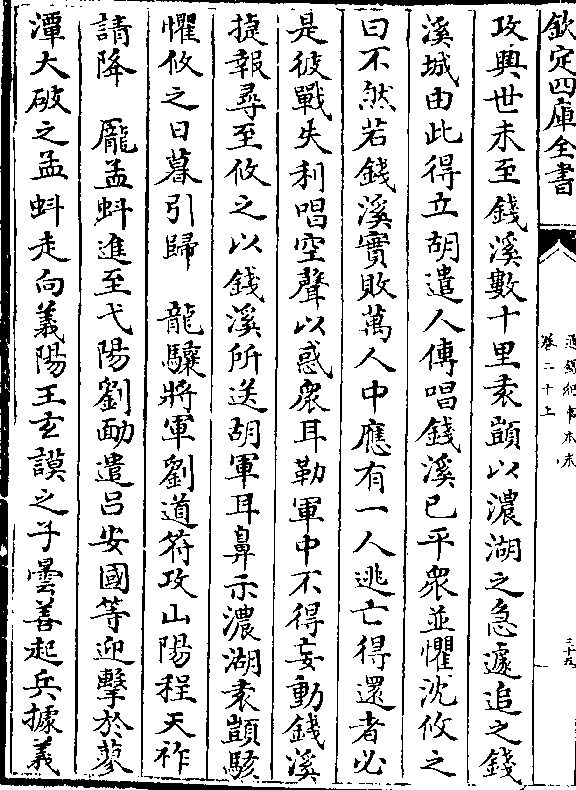 欽定四庫全書
通鑑紀事本末
卷二十上
三十九
攻興世未至錢溪數十里袁顗以濃湖之急遽追之錢
溪城由此得立胡遣人傳唱錢溪已平衆並懼沈攸之
曰不然若錢溪實敗萬人中應有一人逃亡得還者必
是彼戰失利唱空聲以惑衆耳勒軍中不得妄動錢溪
捷報尋至攸之以錢溪所送胡軍耳鼻示濃湖袁顗駭
懼攸之日暮引歸　龍驤將軍劉道符攻山陽程天祚
請降　龎孟蚪進至弋陽劉勔遣呂安國等迎擊於蓼
潭大破之孟蚪走向義陽王玄謨之子曇善起兵據義